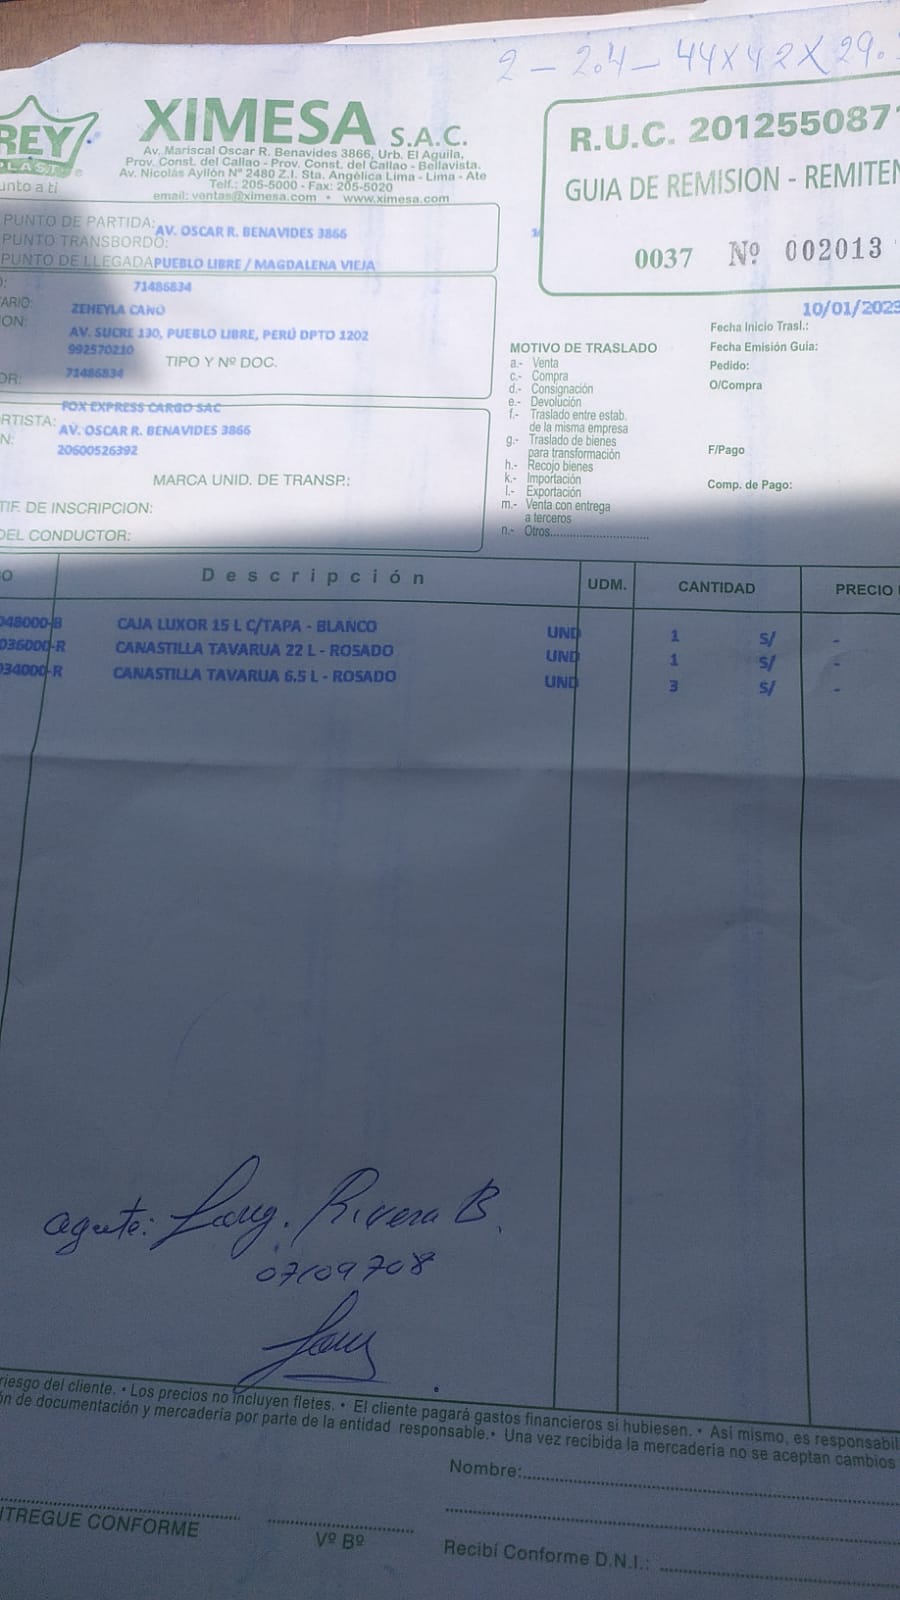 2 - 2.4 - 44X42X29.
REY
PLAST
unto a ti
XIMESA S.A.C.
Av. Mariscal Oscar R. Benavides 3866, Urb. El Aguila,
Prov. Const. del Callao - Prov. Const. del Callao - Bellavista.
Av. Nicolás Ayllón Nº 2480 Z.I. Sta. Angélica Lima - Lima - Ate
Telf.: 205-5000 - Fax: 205-5020
email: ventas@ximesa.com • www.ximesa.com
R.U.C. 2012550871
GUIA DE REMISION - REMITEN
0037 Nº 002013
PUNTO DE PARTIDA: AV. OSCAR R. BENAVIDES 3866
PUNTO TRANSBORDO:
PUNTO DE LLEGADA PUEBLO LIBRE / MAGDALENA VIEJA
71486834
ARIO: ZEHEYLA CANO
ON: AV. SUCRE 130, PUEBLO LIBRE, PERÚ DPTO 1202
992570210
TIPO Y Nº DOC.
OR: 71486834
FOX EXPRESS CARGO SAC
RTISTA: AV. OSCAR R. BENAVIDES 3866
N: 20600526392
MARCA UNID. DE TRANSP.:
TIF. DE INSCRIPCION:
DEL CONDUCTOR:
MOTIVO DE TRASLADO
a.- Venta
c.- Compra
d.- Consignación
e.- Devolución
f.- Traslado entre estab.
de la misma empresa
g.- Traslado de bienes
para transformación
h.- Recojo bienes
k.- Importación
l.- Exportación
m.- Venta con entrega
a terceros
n.- Otros
10/01/2023
Fecha Inicio Trasl.:
Fecha Emisión Guía:
Pedido:
O/Compra
F/Pago
Comp. de Pago:
O Descripción UDM. CANTIDAD PRECIO
048000-B CAJA LUXOR 15 L C/TAPA - BLANCO UND 1 S/ -
036000-R CANASTILLA TAVARUA 22 L - ROSADO UND 1 S/ -
034000-R CANASTILLA TAVARUA 6,5 L - ROSADO UND 3 S/ -
Rivera B.
07109708
riesgo del cliente. • Los precios no incluyen fletes. • El cliente pagará gastos financieros si hubiesen. • Asi mismo, es responsabil
ón de documentación y mercadería por parte de la entidad responsable. • Una vez recibida la mercadería no se aceptan cambios
Nombre:
NTREGUE CONFORME
Vº Bº
Recibí Conforme D.N.I.: